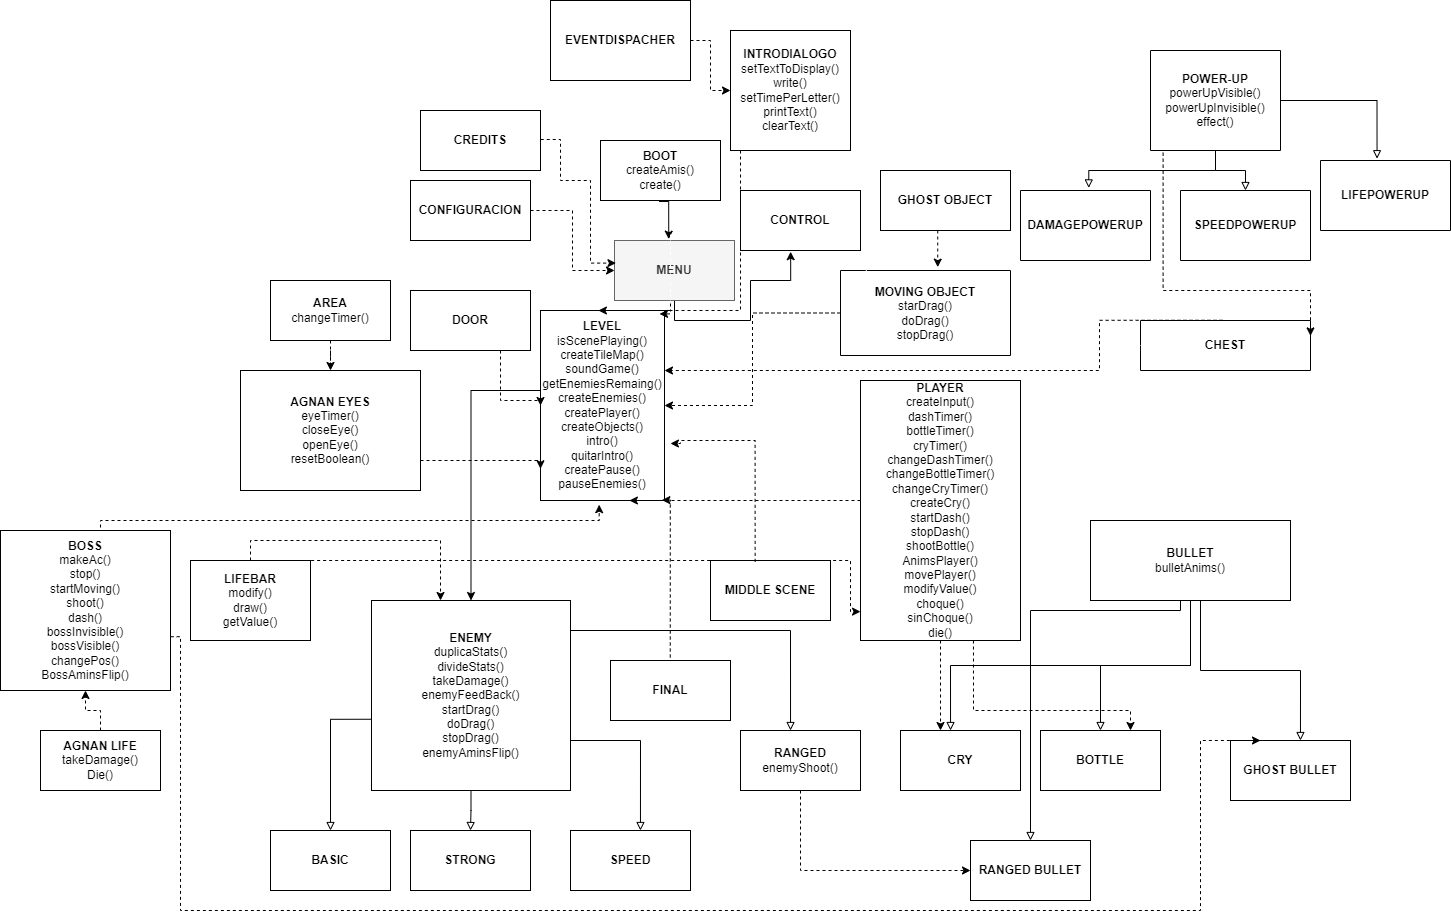 EVENTDISPACHER
INTRODIALOGO
setTextToDisplay()
write()
setTimePerLetter()
printText()
clearText()
POWER-UP
powerUpVisible()
powerUpInvisible()
effect()
CREDITS
BOOT
createAmis()
create()
CONFIGURACION
CONTROL
GHOST OBJECT
DAMAGEPOWERUP
SPEEDPOWERUP
LIFEPOWERUP
MENU
AREA
changeTimer()
DOOR
MOVING OBJECT
starDrag()
doDrag()
stopDrag()
CHEST
LEVEL
isScenePlaying()
createTileMap()
soundGame()
getEnemiesRemaing()
createEnemies()
createPlayer()
createObjects()
intro()
quitarIntro()
createPause()
pauseEnemies()
AGNAN EYES
eyeTimer()
closeEye()
openEye()
resetBoolean()
PLAYER
createInput()
dashTimer()
bottleTimer()
cryTimer()
changeDashTimer()
changeBottleTimer()
changeCryTimer()
createCry()
startDash()
stopDash()
shootBottle()
AnimsPlayer()
movePlayer()
modifyValue()
choque()
sinChoque()
die()
BOSS
makeAc()
stop()
startMoving()
shoot()
dash()
bossInvisible()
bossVisible()
changePos()
BossAminsFlip()
LIFEBAR
modify()
draw()
getValue()
MIDDLE SCENE
BULLET
bulletAnims()
ENEMY
duplicaStats()
divideStats()
takeDamage()
enemyFeedBack()
startDrag()
doDrag()
stopDrag()
enemyAminsFlip()
FINAL
AGNAN LIFE
takeDamage()
Die()
RANGED
enemyShoot()
CRY
BOTTLE
GHOST BULLET
BASIC
STRONG
SPEED
RANGED BULLET